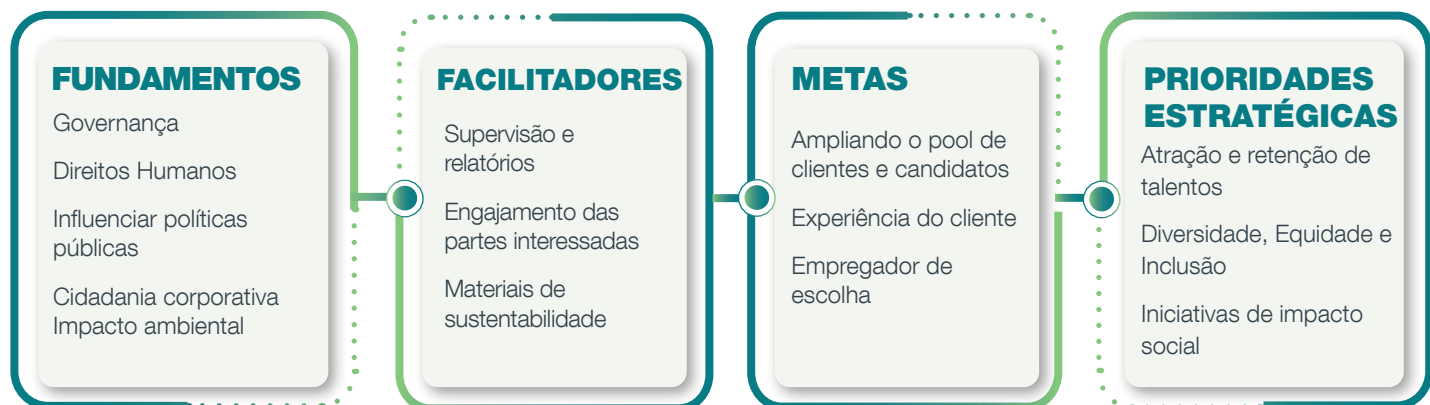 FUNDAMENTOS
Governança
Direitos Humanos
Influenciar políticas
públicas
Cidadania corporativa
Impacto ambiental
FACILITADORES
Supervisão e
relatórios
Engajamento das
partes interessadas
Materiais de
sustentabilidade
METAS
Ampliando o pool de
clientes e candidatos
Experiência do cliente
Empregador de
escolha
PRIORIDADES
ESTRATÉGICAS
Atração e retenção de
talentos
Diversidade, Equidade e
Inclusão
Iniciativas de impacto
social